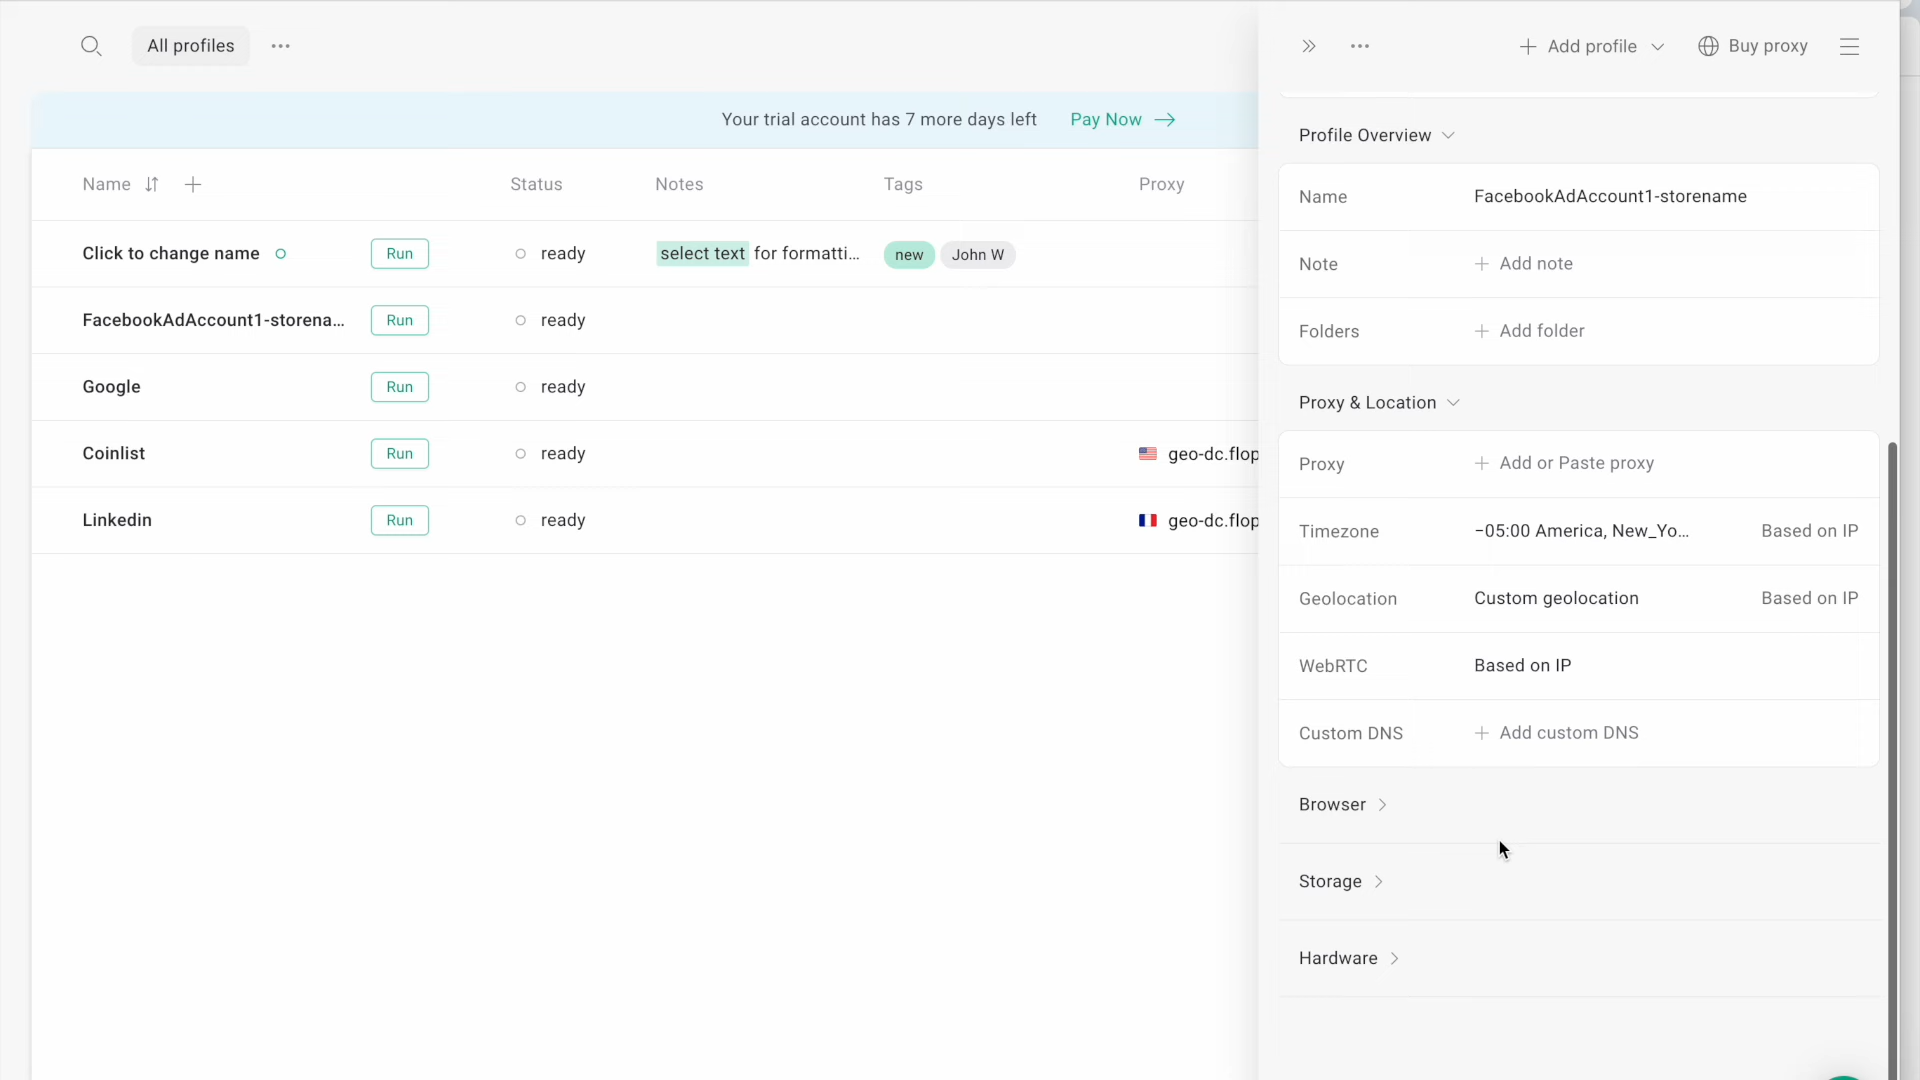 All profiles
Add profile
Buy proxy
Your trial account has 7 more days left
Pay Now
Name
Status
Notes
Tags
Proxy
Click to change name
Run
ready
select text for formatti...
new
John W
FacebookAdAccount1-storena...
Run
ready
Google
Run
ready
Coinlist
Run
ready
geo-dc.flop
Linkedin
Run
ready
geo-dc.flop
Profile Overview
Name
FacebookAdAccount1-storename
Note
Add note
Folders
Add folder
Proxy & Location
Proxy
Add or Paste proxy
Timezone
−05:00 America, New_Yo...
Based on IP
Geolocation
Custom geolocation
Based on IP
WebRTC
Based on IP
Custom DNS
Add custom DNS
Browser
Storage
Hardware